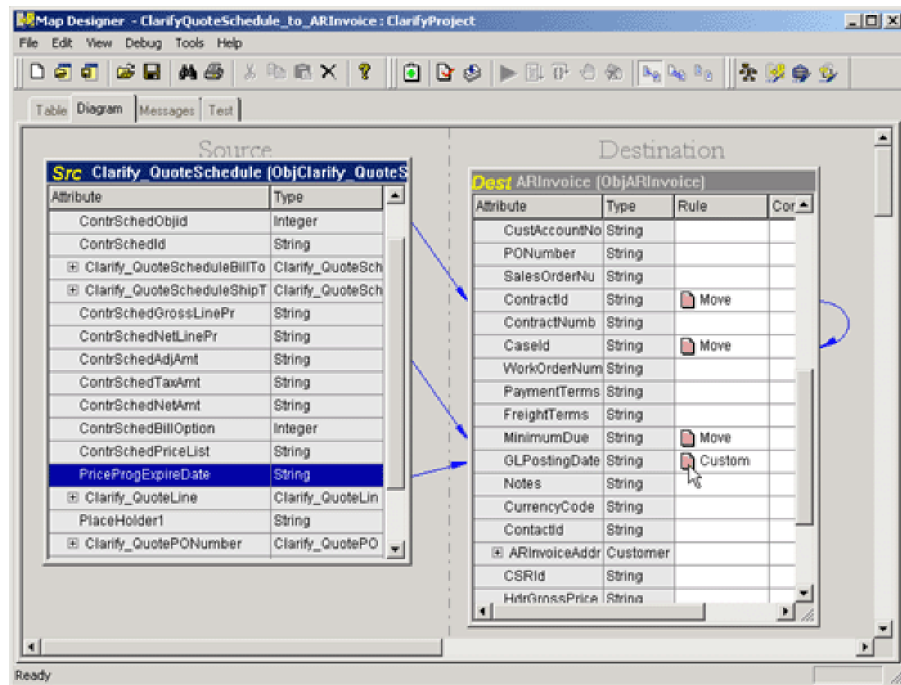 Map Designer - ClarifyQuoteSchedule_to_ARInvoice : ClarifyProject
File Edit View Debug Tools Help
Table Diagram Messages Test
Source
Destination
Src Clarify_QuoteSchedule (ObjClarify_QuoteS
Attribute Type
ContrSchedObjid Integer
ContrSchedId String
Clarify_QuoteScheduleBillTo Clarify_QuoteSch
Clarify_QuoteScheduleShipT Clarify_QuoteSch
ContrSchedGrossLinePr String
ContrSchedNetLinePr String
ContrSchedAdjAmt String
ContrSchedTaxAmt String
ContrSchedNetAmt String
ContrSchedBillOption Integer
ContrSchedPriceList String
PriceProgExpireDate String
Clarify_QuoteLine Clarify_QuoteLin
PlaceHolder1 String
Clarify_QuotePONumber Clarify_QuotePO
Dest ARInvoice (ObjARInvoice)
Attribute Type Rule Cor
CustAccountNo String
PONumber String
SalesOrderNu String
ContractId String Move
ContractNumb String
CaseId String Move
WorkOrderNum String
PaymentTerms String
FreightTerms String
MinimumDue String Move
GLPostingDate String Custom
Notes String
CurrencyCode String
ContactId String
ARInvoiceAddr Customer
CSRId String
HdrGrossPrice String
Ready